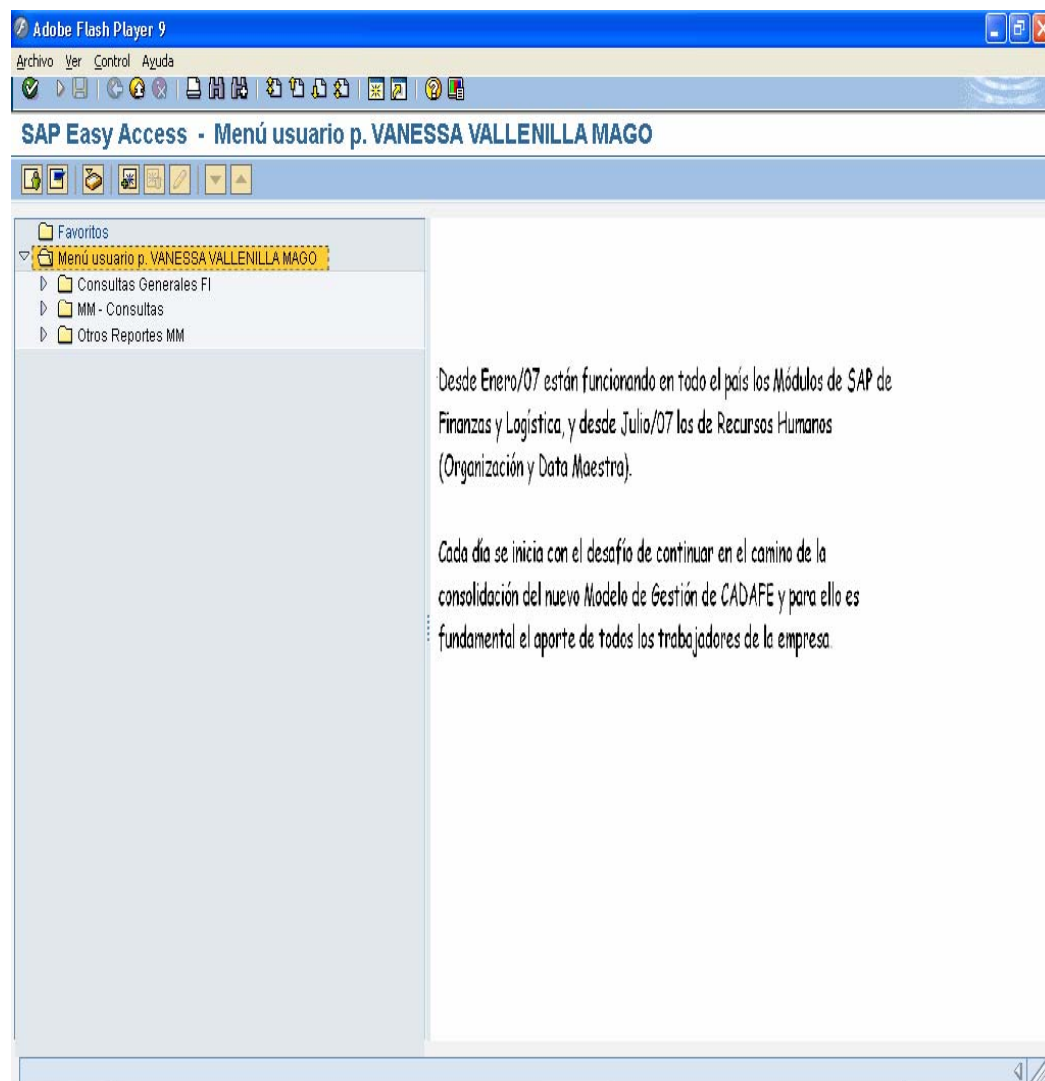 Adobe Flash Player 9
Archivo Ver Control Ayuda
SAP Easy Access - Menú usuario p. VANESSA VALLENILLA MAGO
Favoritos
Menú usuario p. VANESSA VALLENILLA MAGO
Consultas Generales FI
MM - Consultas
Otros Reportes MM
Desde Enero/07 están funcionando en todo el país los Módulos de SAP de
Finanzas y Logística, y desde Julio/07 los de Recursos Humanos
(Organización y Data Maestra).
Cada día se inicia con el desafío de continuar en el camino de la
consolidación del nuevo Modelo de Gestión de CADAFE y para ello es
fundamental el aporte de todos los trabajadores de la empresa.